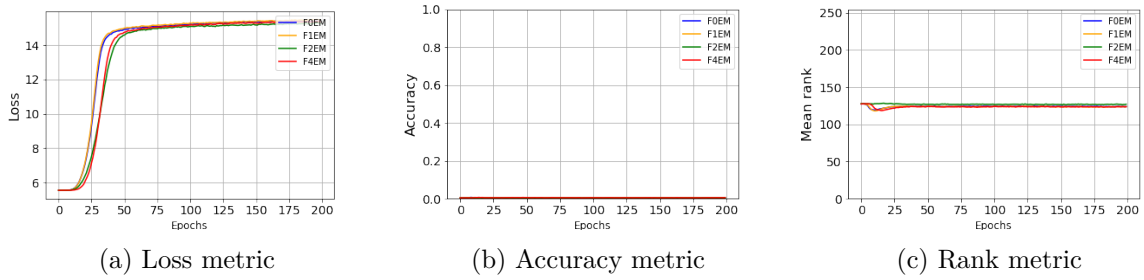 Loss
14
12
10
8
6
0 25 50 75 100 125 150 175 200
Epochs
F0EM
F1EM
F2EM
F4EM
(a) Loss metric
Accuracy
1.0
0.8
0.6
0.4
0.2
0.0
0 25 50 75 100 125 150 175 200
Epochs
F0EM
F1EM
F2EM
F4EM
(b) Accuracy metric
Mean rank
250
200
150
100
50
0
0 25 50 75 100 125 150 175 200
Epochs
F0EM
F1EM
F2EM
F4EM
(c) Rank metric